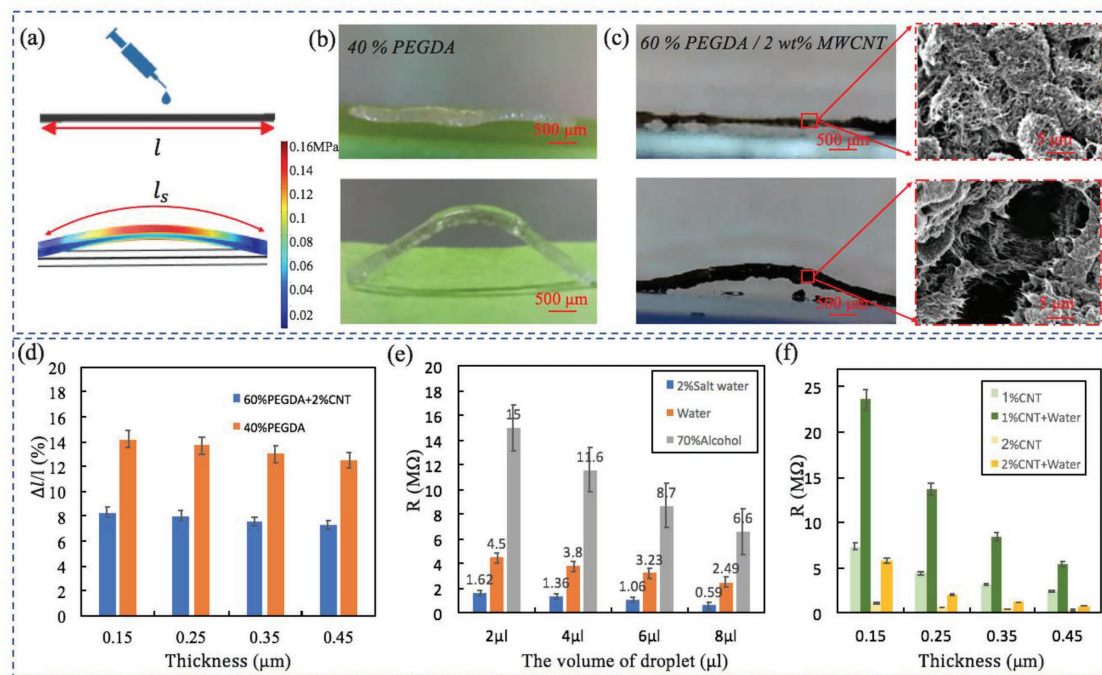 (a)
l
l_s
0.16MPa
0.14
0.12
0.1
0.08
0.06
0.04
0.02
0
(b)
40 % PEGDA
500 µm
500 µm
(c)
60 % PEGDA / 2 wt% MWCNT
500 µm
500 µm
5 µm
5 µm
(d)
Δl/l (%)
20
18
16
14
12
10
8
6
4
2
0
60%PEGDA+2%CNT
40%PEGDA
0.15 0.25 0.35 0.45
Thickness (µm)
(e)
R (MΩ)
20
18
16
14
12
10
8
6
4
2
0
2%Salt water
Water
70%Alcohol
1.62 4.5 15
1.36 3.8 11.6
1.06 3.23 8.7
0.59 2.49 6.6
2µl 4µl 6µl 8µl
The volume of droplet (µl)
(f)
R (MΩ)
25
20
15
10
5
0
1%CNT
1%CNT+Water
2%CNT
2%CNT+Water
0.15 0.25 0.35 0.45
Thickness (µm)